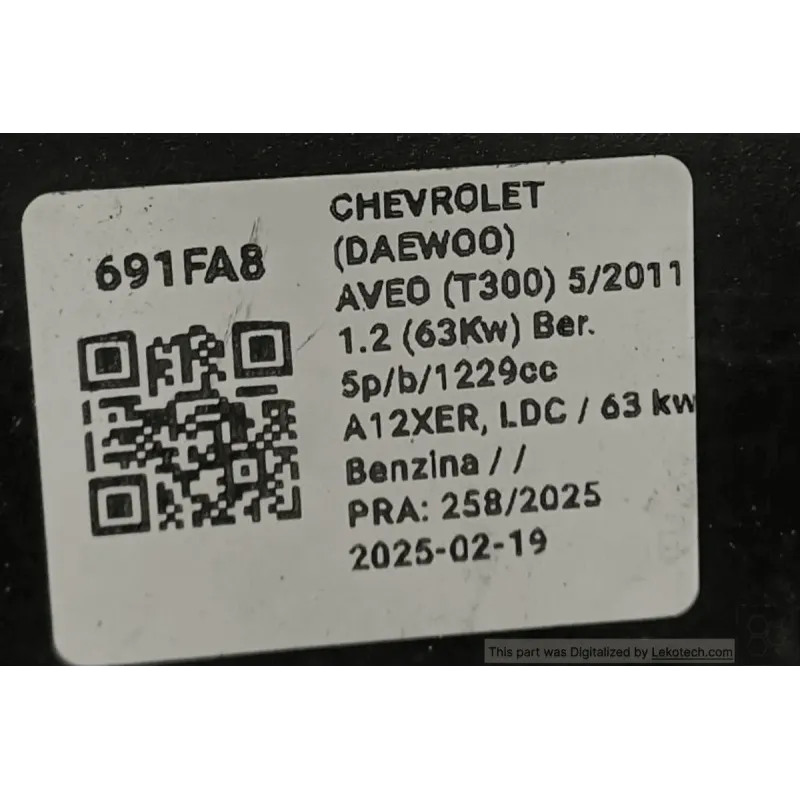 691FA8
CHEVROLET
(DAEWOO)
AVEO (T300) 5/2011
1.2 (63Kw) Ber.
5p/b/1229cc
A12XER, LDC / 63 kw
Benzina / /
PRA: 258/2025
2025-02-19
This part was Digitalized by Lekotech.com